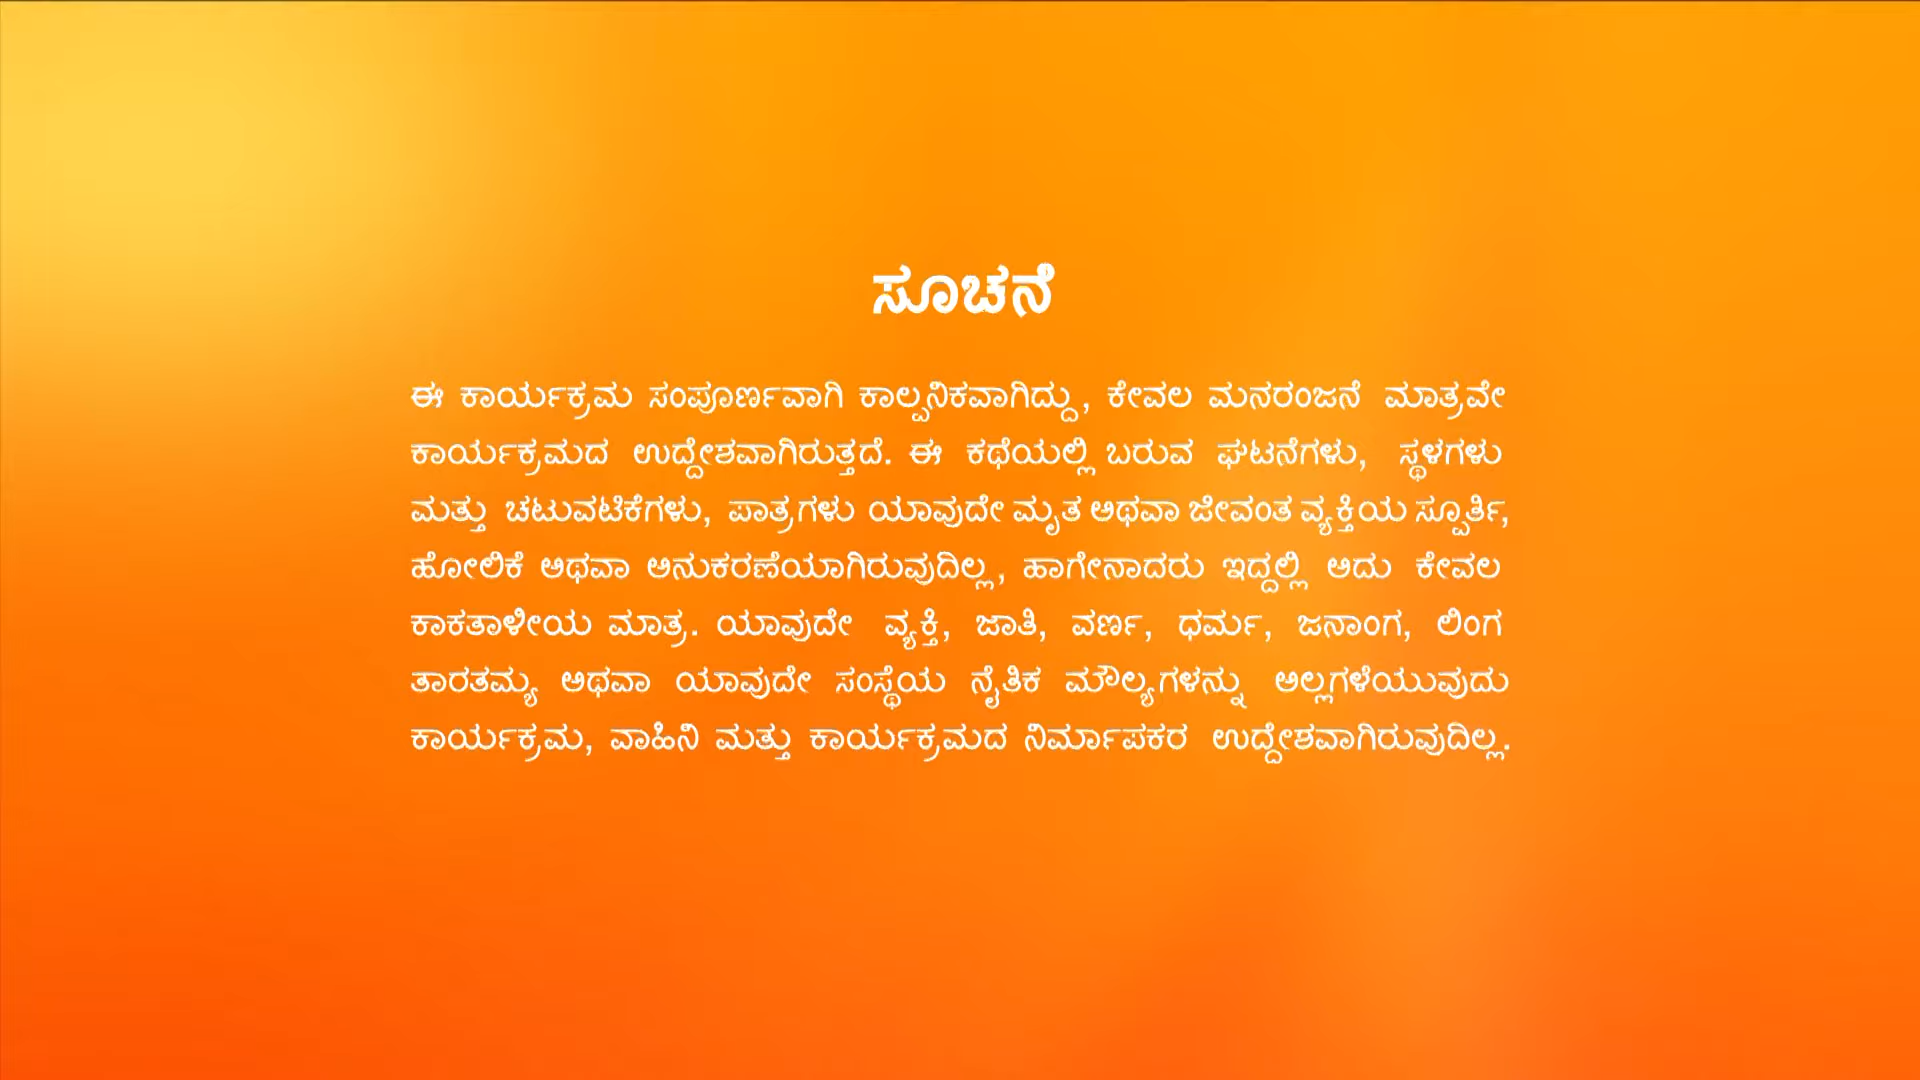 ಸೂಚನೆ
ಈ ಕಾರ್ಯಕ್ರಮ ಸಂಪೂರ್ಣವಾಗಿ ಕಾಲ್ಪನಿಕವಾಗಿದ್ದು, ಕೇವಲ ಮನರಂಜನೆ ಮಾತ್ರವೇ
ಕಾರ್ಯಕ್ರಮದ ಉದ್ದೇಶವಾಗಿರುತ್ತದೆ. ಈ ಕಥೆಯಲ್ಲಿ ಬರುವ ಘಟನೆಗಳು, ಸ್ಥಳಗಳು
ಮತ್ತು ಚಟುವಟಿಕೆಗಳು, ಪಾತ್ರಗಳು ಯಾವುದೇ ಮೃತ ಅಥವಾ ಜೀವಂತ ವ್ಯಕ್ತಿಯ ಸ್ಪೂರ್ತಿ,
ಹೋಲಿಕೆ ಅಥವಾ ಅನುಕರಣೆಯಾಗಿರುವುದಿಲ್ಲ, ಹಾಗೇನಾದರು ಇದ್ದಲ್ಲಿ ಅದು ಕೇವಲ
ಕಾಕತಾಳೀಯ ಮಾತ್ರ. ಯಾವುದೇ ವ್ಯಕ್ತಿ, ಜಾತಿ, ವರ್ಣ, ಧರ್ಮ, ಜನಾಂಗ, ಲಿಂಗ
ತಾರತಮ್ಯ ಅಥವಾ ಯಾವುದೇ ಸಂಸ್ಥೆಯ ನೈತಿಕ ಮೌಲ್ಯಗಳನ್ನು ಅಲ್ಲಗಳೆಯುವುದು
ಕಾರ್ಯಕ್ರಮ, ವಾಹಿನಿ ಮತ್ತು ಕಾರ್ಯಕ್ರಮದ ನಿರ್ಮಾಪಕರ ಉದ್ದೇಶವಾಗಿರುವುದಿಲ್ಲ.